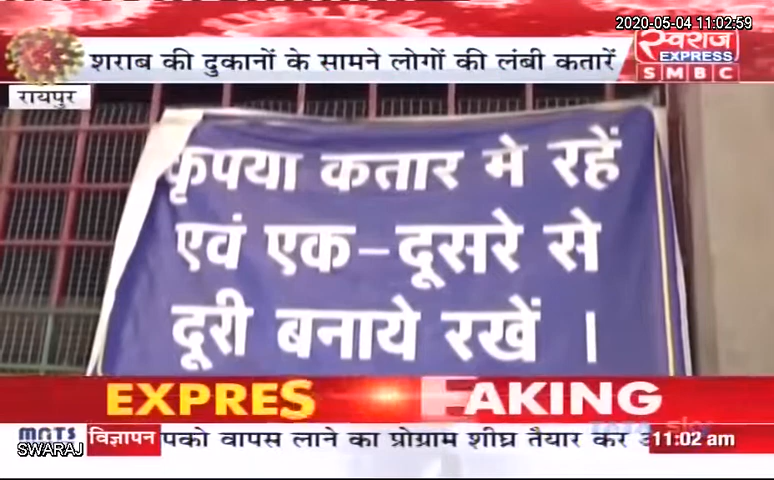 2020-05-04 11:02:59
शराब की दुकानों के सामने लोगों की लंबी कतारें
स्वराज
EXPRESS
SMBC
रायपुर
कृपया कतार मे रहें
एवं एक-दूसरे से
दूरी बनाये रखें ।
EXPRES AKING
MATS
विज्ञापन
पको वापस लाने का प्रोग्राम शीघ्र तैयार कर
11:02 am
SWARAJ